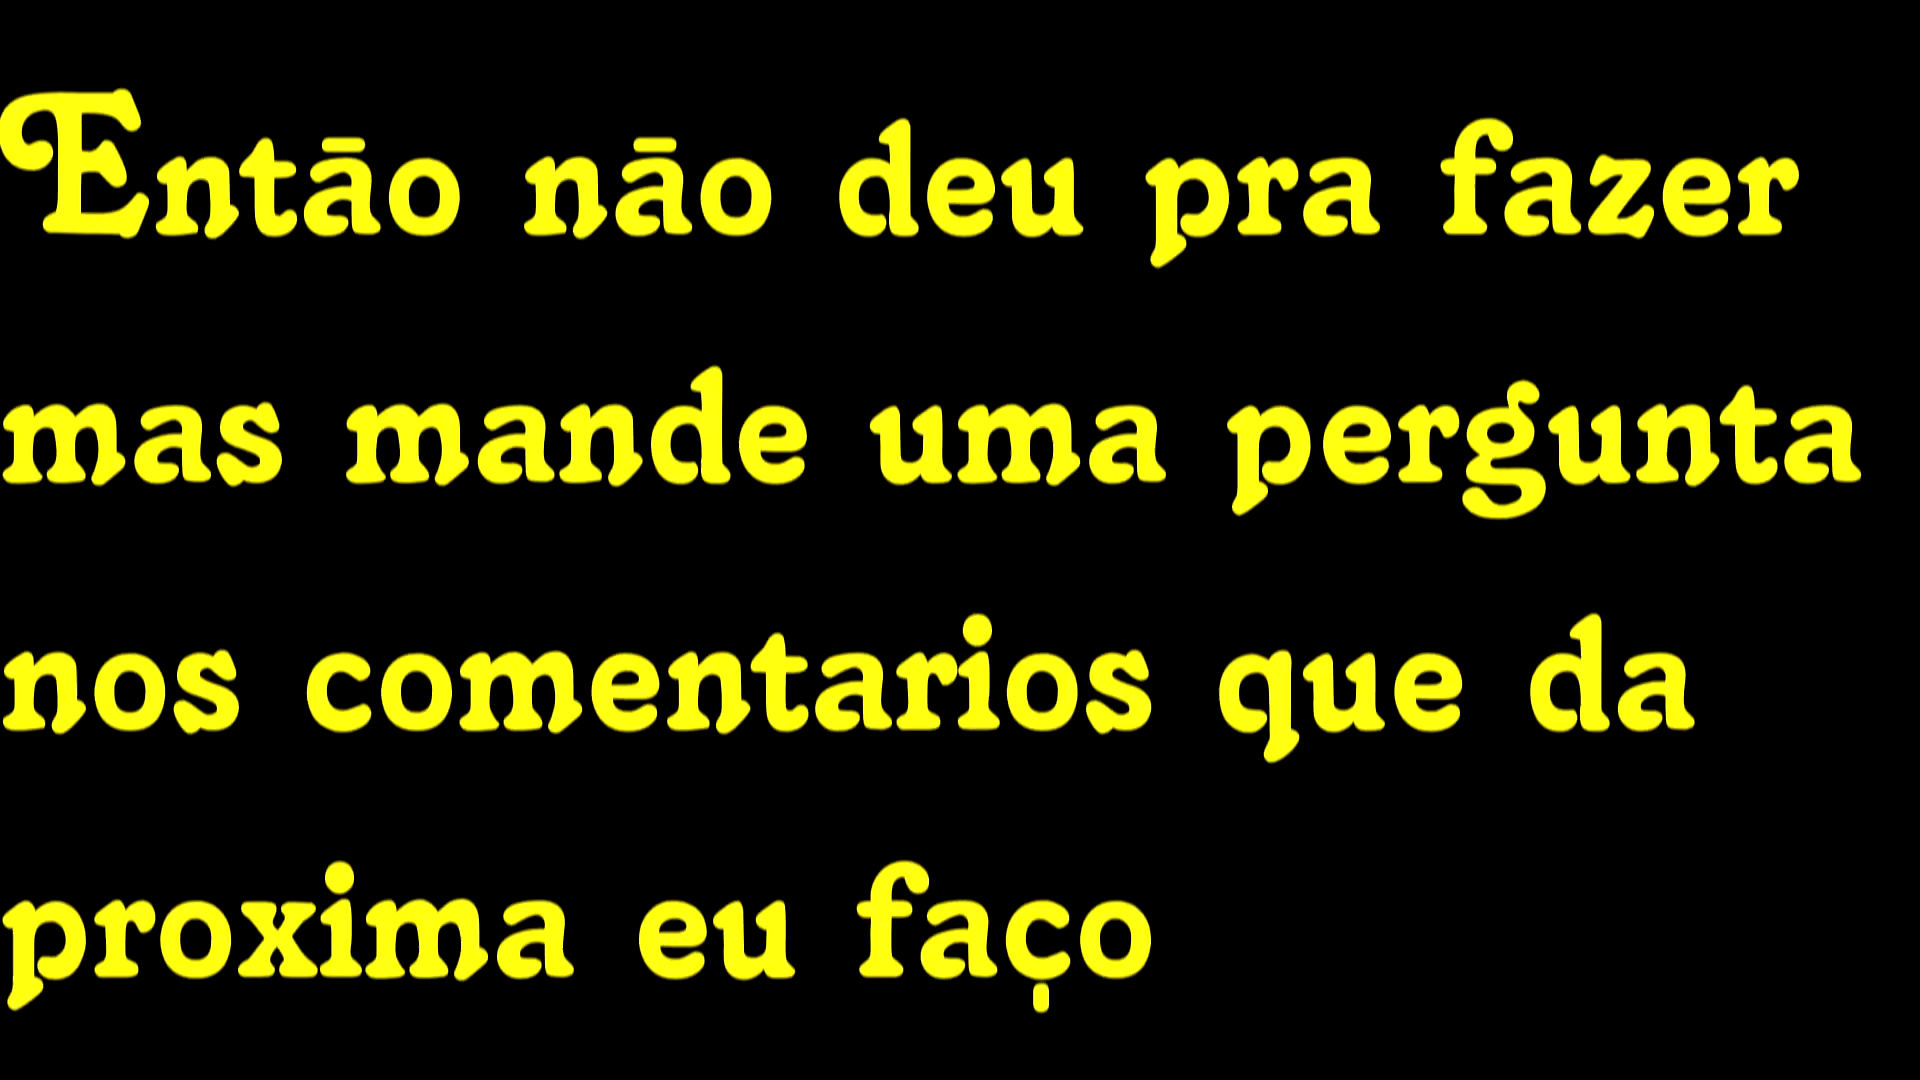 Então não deu pra fazer
mas mande uma pergunta
nos comentarios que da
proxima eu faço